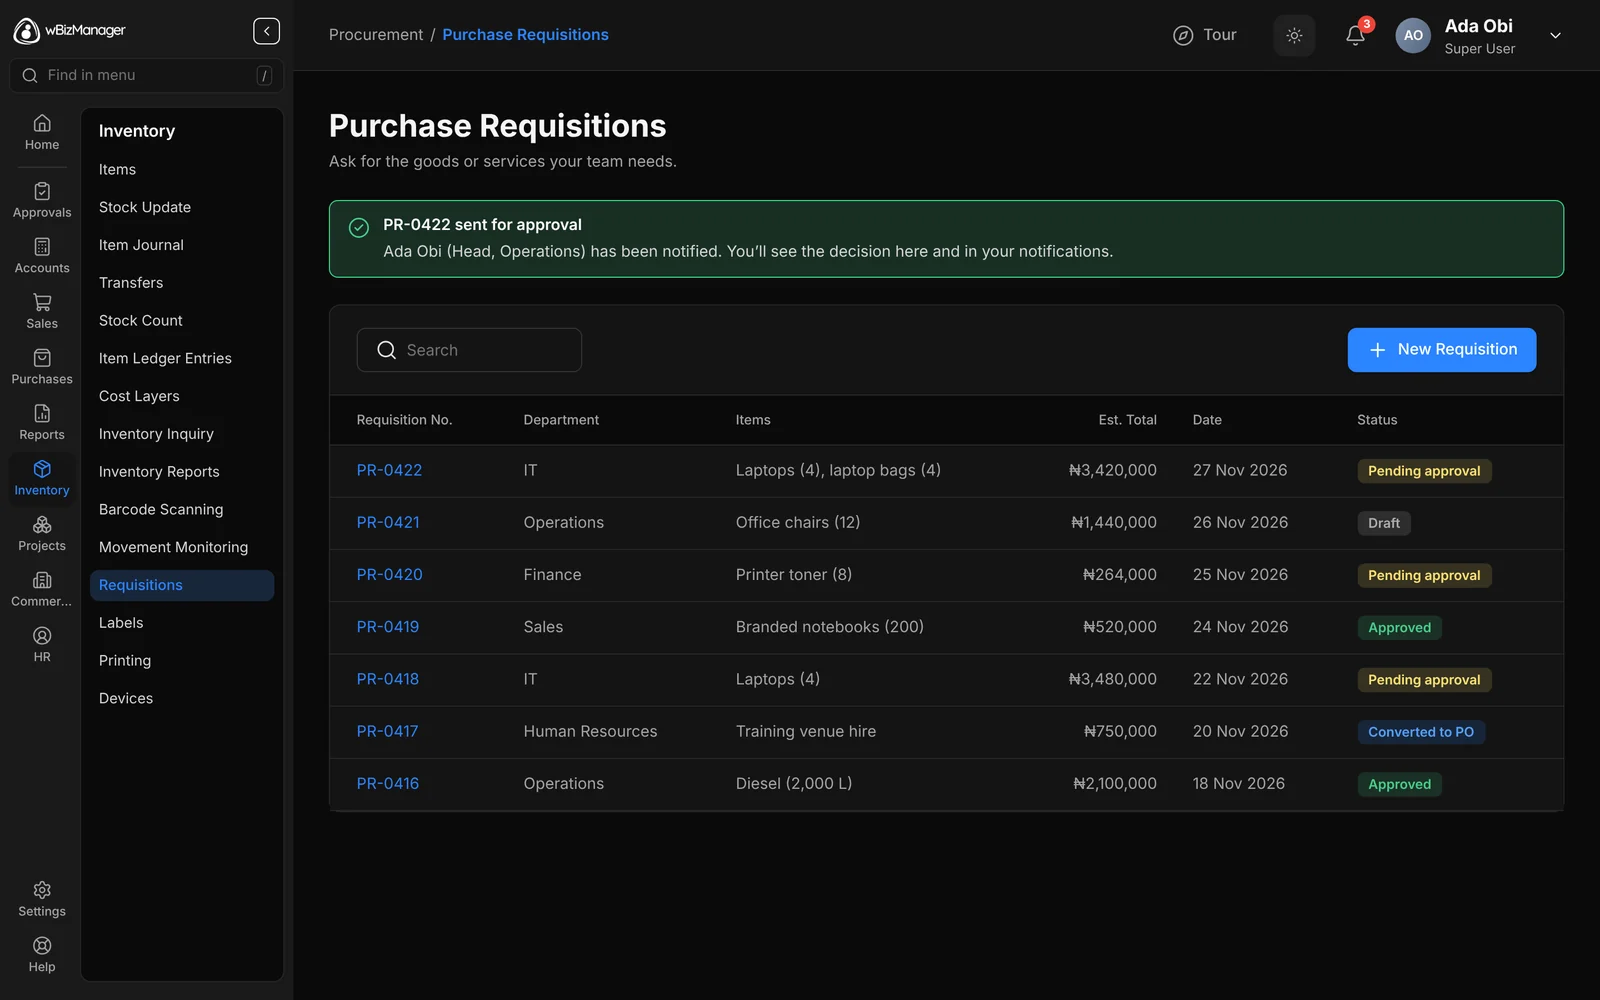 wBizManager
Find in menu /
Home
Approvals
Accounts
Sales
Purchases
Reports
Inventory
Projects
Commer...
HR
Settings
Help
Inventory
Items
Stock Update
Item Journal
Transfers
Stock Count
Item Ledger Entries
Cost Layers
Inventory Inquiry
Inventory Reports
Barcode Scanning
Movement Monitoring
Requisitions
Labels
Printing
Devices
Procurement / Purchase Requisitions
Tour
3
AO
Ada Obi
Super User
Purchase Requisitions
Ask for the goods or services your team needs.
PR-0422 sent for approval
Ada Obi (Head, Operations) has been notified. You’ll see the decision here and in your notifications.
Search
New Requisition
Requisition No. Department Items Est. Total Date Status
PR-0422 IT Laptops (4), laptop bags (4) ₦3,420,000 27 Nov 2026 Pending approval
PR-0421 Operations Office chairs (12) ₦1,440,000 26 Nov 2026 Draft
PR-0420 Finance Printer toner (8) ₦264,000 25 Nov 2026 Pending approval
PR-0419 Sales Branded notebooks (200) ₦520,000 24 Nov 2026 Approved
PR-0418 IT Laptops (4) ₦3,480,000 22 Nov 2026 Pending approval
PR-0417 Human Resources Training venue hire ₦750,000 20 Nov 2026 Converted to PO
PR-0416 Operations Diesel (2,000 L) ₦2,100,000 18 Nov 2026 Approved